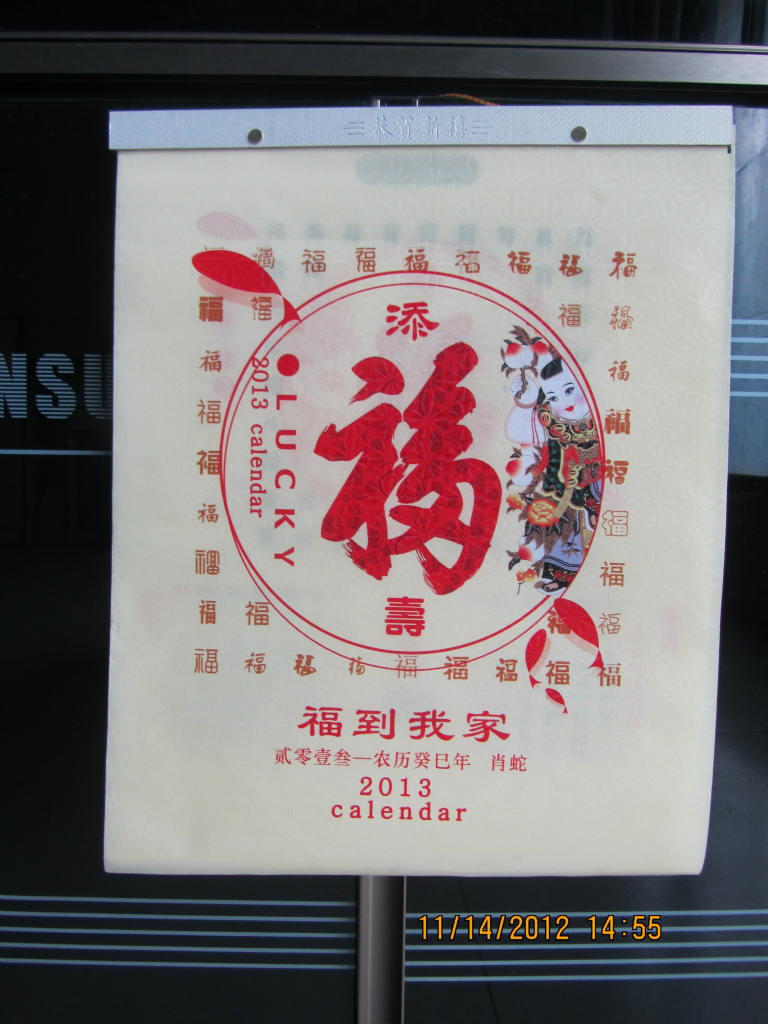 恭贺新禧
福 福 福 福 福 福 福 福
福 福 福 福
福 福
福 福
福 福
福 福
福 福
福 福 福 福
福 福 福 福 福 福 福 福 福
添
福
壽
LUCKY
2013 calendar
NSU
福到我家
贰零壹叁—农历癸巳年 肖蛇
2013
calendar
11/14/2012 14:55